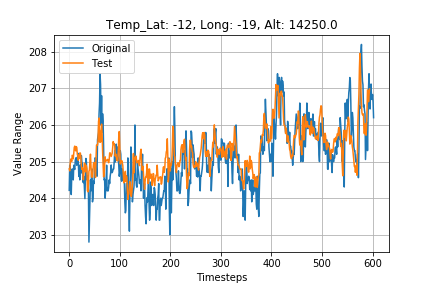 Temp_Lat: -12, Long: -19, Alt: 14250.0
Original
Test
Value Range
208
207
206
205
204
203
0 100 200 300 400 500 600
Timesteps